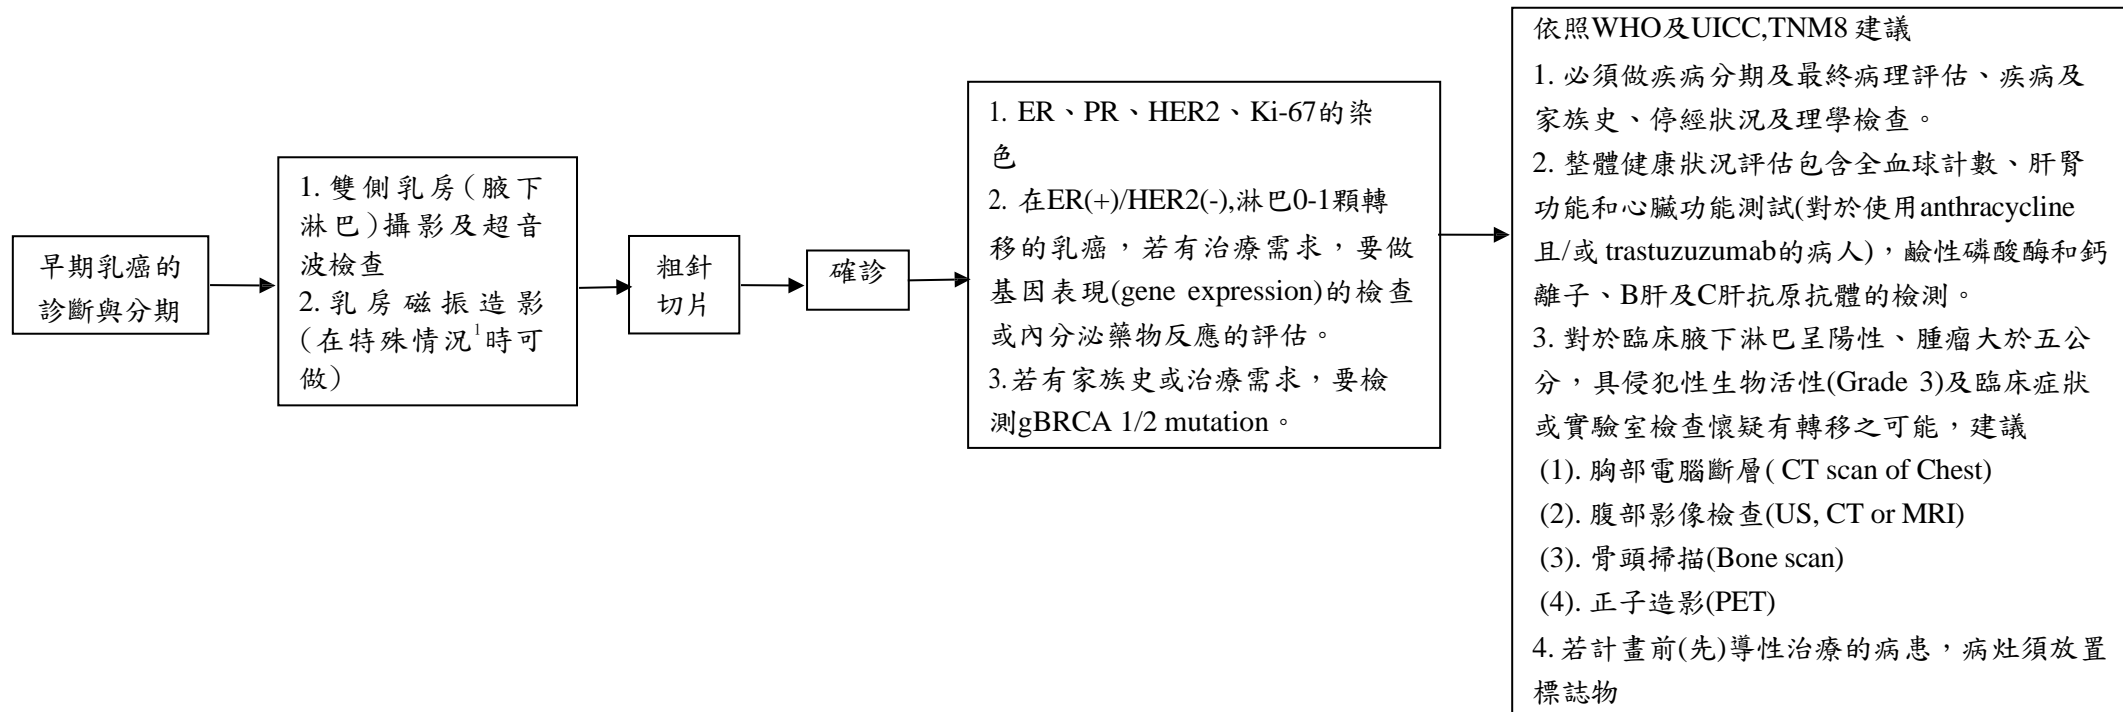 早期乳癌的
診斷與分期
1. 雙側乳房(腋下
淋巴)攝影及超音
波檢查
2. 乳房磁振造影
(在特殊情況1時可
做)
粗針
切片
確診
1. ER、PR、HER2、Ki-67的染
色
2. 在ER(+)/HER2(-),淋巴0-1顆轉
移的乳癌，若有治療需求，要做
基因表現(gene expression)的檢查
或內分泌藥物反應的評估。
3.若有家族史或治療需求，要檢
測gBRCA 1/2 mutation。
依照WHO及UICC,TNM8 建議
1. 必須做疾病分期及最終病理評估、疾病及
家族史、停經狀況及理學檢查。
2. 整體健康狀況評估包含全血球計數、肝腎
功能和心臟功能測試(對於使用anthracycline
且/或 trastuzuzumab的病人)，鹼性磷酸酶和鈣
離子、B肝及C肝抗原抗體的檢測。
3. 對於臨床腋下淋巴呈陽性、腫瘤大於五公
分，具侵犯性生物活性(Grade 3)及臨床症狀
或實驗室檢查懷疑有轉移之可能，建議
(1). 胸部電腦斷層( CT scan of Chest)
(2). 腹部影像檢查(US, CT or MRI)
(3). 骨頭掃描(Bone scan)
(4). 正子造影(PET)
4. 若計畫前(先)導性治療的病患，病灶須放置
標誌物